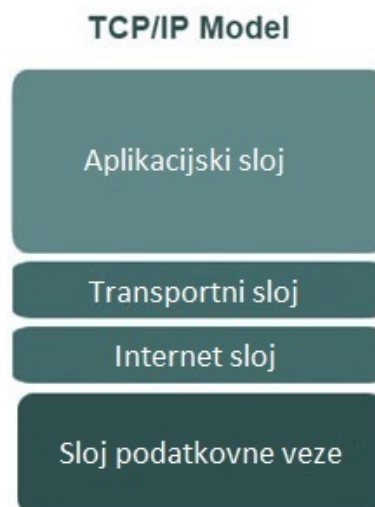 TCP/IP Model
Aplikacijski sloj
Transportni sloj
Internet sloj
Sloj podatkovne veze